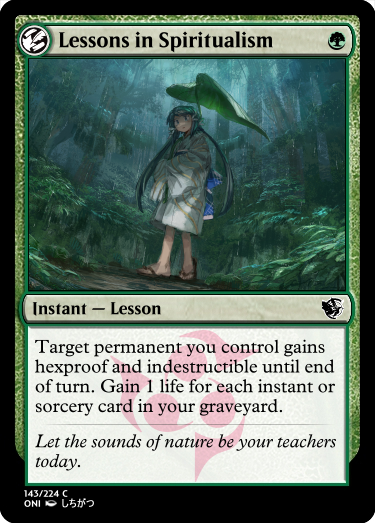 Lessons in Spiritualism
Instant — Lesson
Target permanent you control gains
hexproof and indestructible until end
of turn. Gain 1 life for each instant or
sorcery card in your graveyard.
Let the sounds of nature be your teachers
today.
143/224 C
ONI しちがつ